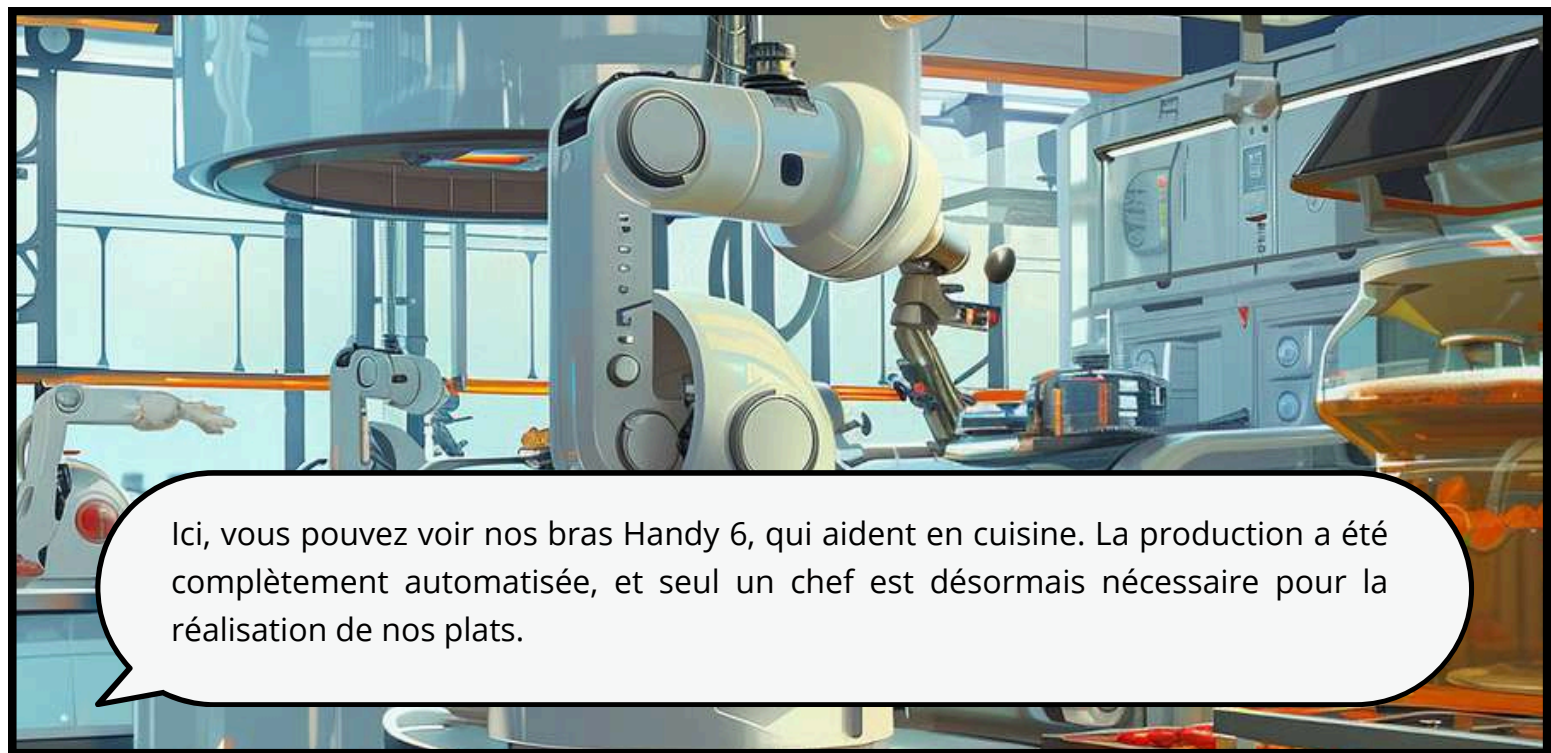 Ici, vous pouvez voir nos bras Handy 6, qui aident en cuisine. La production a été
complètement automatisée, et seul un chef est désormais nécessaire pour la
réalisation de nos plats.